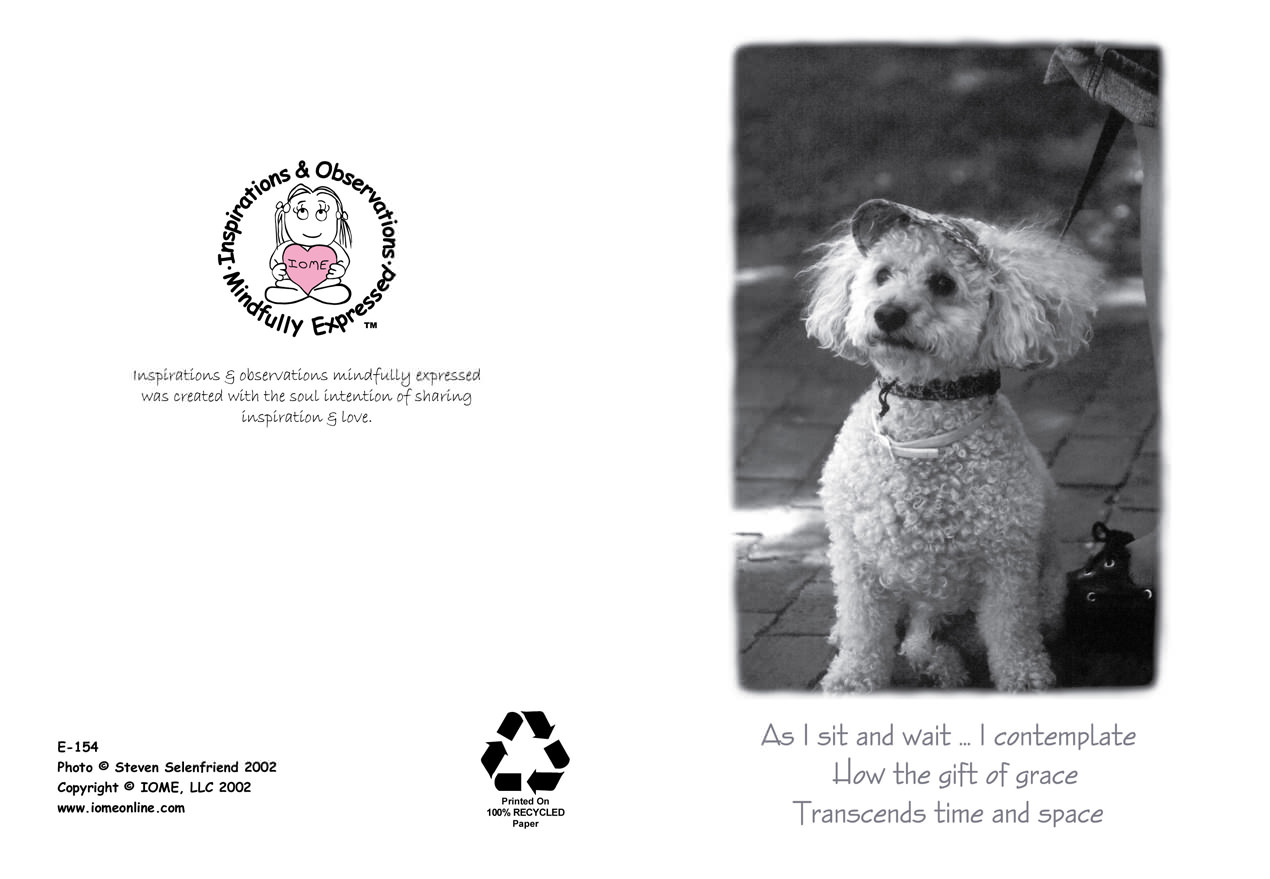 Inspirations & Observations
Mindfully Expressed
TM
IOME
Inspirations & observations mindfully expressed
was created with the soul intention of sharing
inspiration & love.
E-154
Photo © Steven Selenfriend 2002
Copyright © IOME, LLC 2002
www.iomeonline.com
Printed On
100% RECYCLED
Paper
As I sit and wait ... I contemplate
How the gift of grace
Transcends time and space